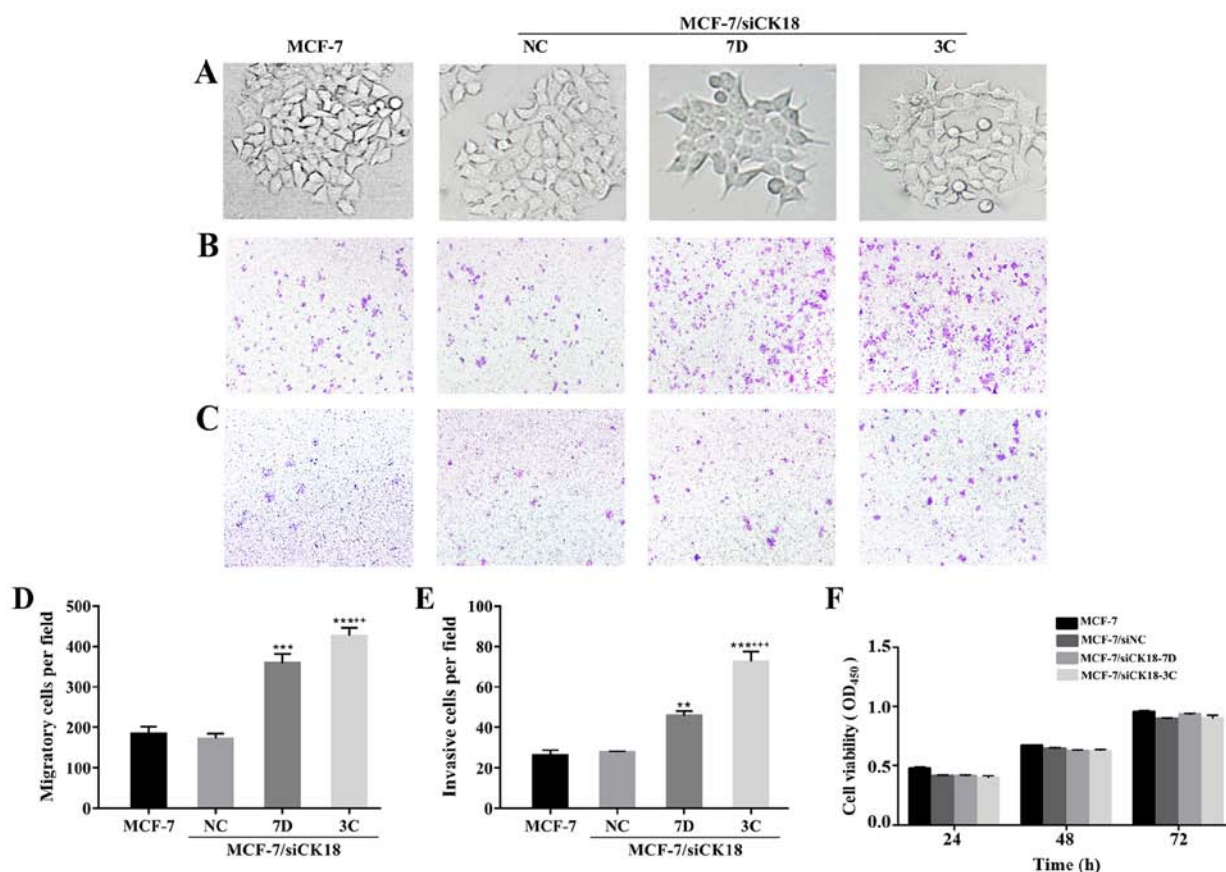 MCF-7/siCK18
MCF-7 NC 7D 3C
A
B
C
D
Migratory cells per field
500
400
300
200
100
0
***
***++
MCF-7 NC 7D 3C
MCF-7/siCK18
E
Invasive cells per field
100
80
60
40
20
0
**
***+++
MCF-7 NC 7D 3C
MCF-7/siCK18
F
MCF-7
MCF-7/siNC
MCF-7/siCK18-7D
MCF-7/siCK18-3C
Cell viability ( OD450 )
1.5
1.0
0.5
0.0
24 48 72
Time (h)